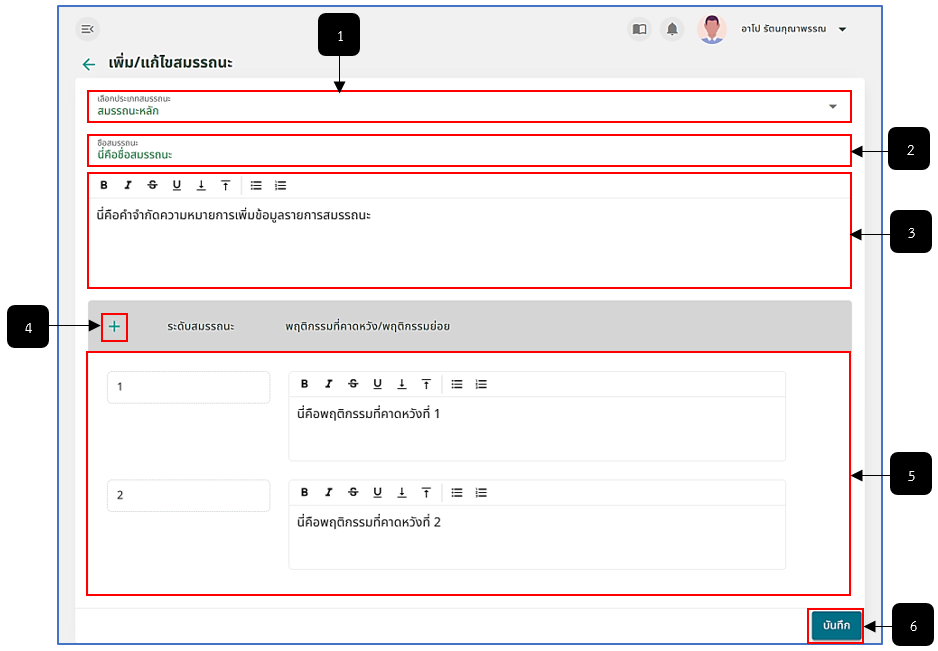 1
อาโป รัตนกุณาพรรณ
เพิ่ม/แก้ไขสมรรถนะ
เลือกประเภทสมรรถนะ
สมรรถนะหลัก
ชื่อสมรรถนะ
นี่คือชื่อสมรรถนะ
2
B I S U
นี่คือคำจำกัดความหมายการเพิ่มข้อมูลรายการสมรรถนะ
3
4
ระดับสมรรถนะ พฤติกรรมที่คาดหวัง/พฤติกรรมย่อย
1
B I S U
นี่คือพฤติกรรมที่คาดหวังที่ 1
5
2
B I S U
นี่คือพฤติกรรมที่คาดหวังที่ 2
บันทึก
6